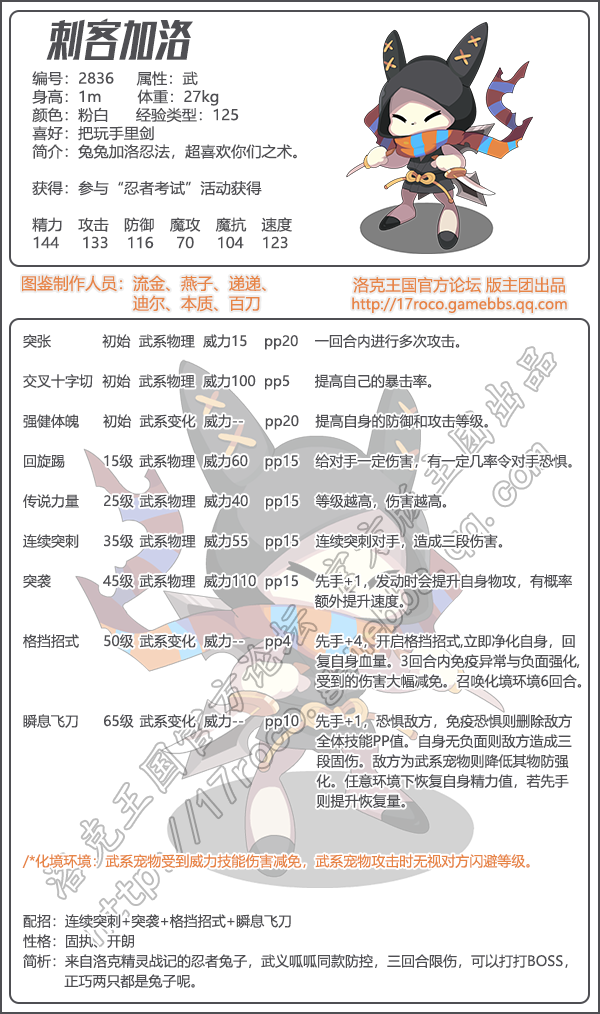 刺客加洛
编号：2836 属性：武
身高：1m 体重：27kg
颜色：粉白 经验类型：125
喜好：把玩手里剑
简介：兔兔加洛忍法，超喜欢你们之术。
获得：参与“忍者考试”活动获得
精力 攻击 防御 魔攻 魔抗 速度
144 133 116 70 104 123
图鉴制作人员：流金、燕子、递递、
迪尔、本质、百刀
洛克王国官方论坛 版主团出品
http://17roco.gamebbs.qq.com
突张 初始 武系物理 威力15 pp20 一回合内进行多次攻击。
交叉十字切 初始 武系物理 威力100 pp5 提高自己的暴击率。
强健体魄 初始 武系变化 威力-- pp20 提高自身的防御和攻击等级。
回旋踢 15级 武系物理 威力60 pp15 给对手一定伤害，有一定几率令对手恐惧。
传说力量 25级 武系物理 威力40 pp15 等级越高，伤害越高。
连续突刺 35级 武系物理 威力55 pp15 连续突刺对手，造成三段伤害。
突袭 45级 武系物理 威力110 pp15 先手+1，发动时会提升自身物攻，有概率
额外提升速度。
格挡招式 50级 武系变化 威力-- pp4 先手+4，开启格挡招式,立即净化自身，回
复自身血量。3回合内免疫异常与负面强化,
受到的伤害大幅减免。召唤化境环境6回合。
瞬息飞刀 65级 武系变化 威力-- pp10 先手+1，恐惧敌方，免疫恐惧则删除敌方
全体技能PP值。自身无负面则敌方造成三
段固伤。敌方为武系宠物则降低其物防强
化。任意环境下恢复自身精力值，若先手
则提升恢复量。
/*化境环境：武系宠物受到威力技能伤害减免，武系宠物攻击时无视对方闪避等级。
配招：连续突刺+突袭+格挡招式+瞬息飞刀
性格：固执、开朗
简析：来自洛克精灵战记的忍者兔子，武义呱呱同款防控，三回合限伤，可以打打BOSS，
正巧两只都是兔子呢。
洛克王国官方论坛 版主团出品
http://17roco.gamebbs.qq.com